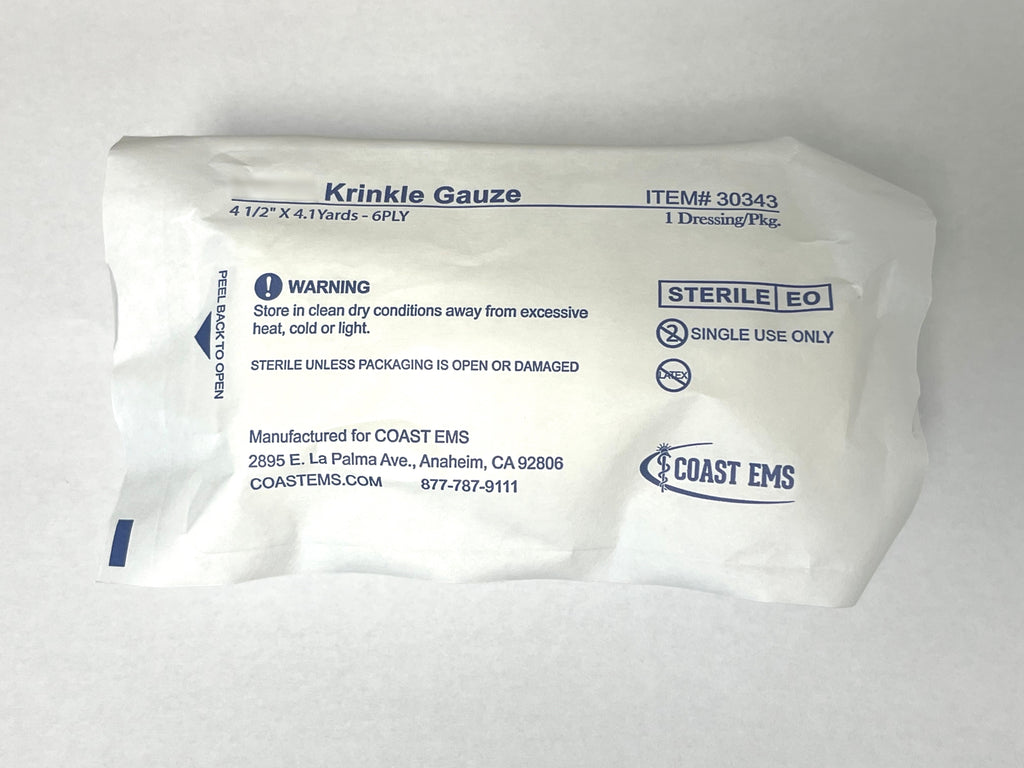 Krinkle Gauze
ITEM# 30343
4 1/2" X 4.1Yards - 6PLY
1 Dressing/Pkg.
PEEL BACK TO OPEN
! WARNING
Store in clean dry conditions away from excessive
heat, cold or light.
STERILE UNLESS PACKAGING IS OPEN OR DAMAGED
STERILE EO
2 SINGLE USE ONLY
LATEX
Manufactured for COAST EMS
2895 E. La Palma Ave., Anaheim, CA 92806
COASTEMS.COM 877-787-9111
COAST EMS